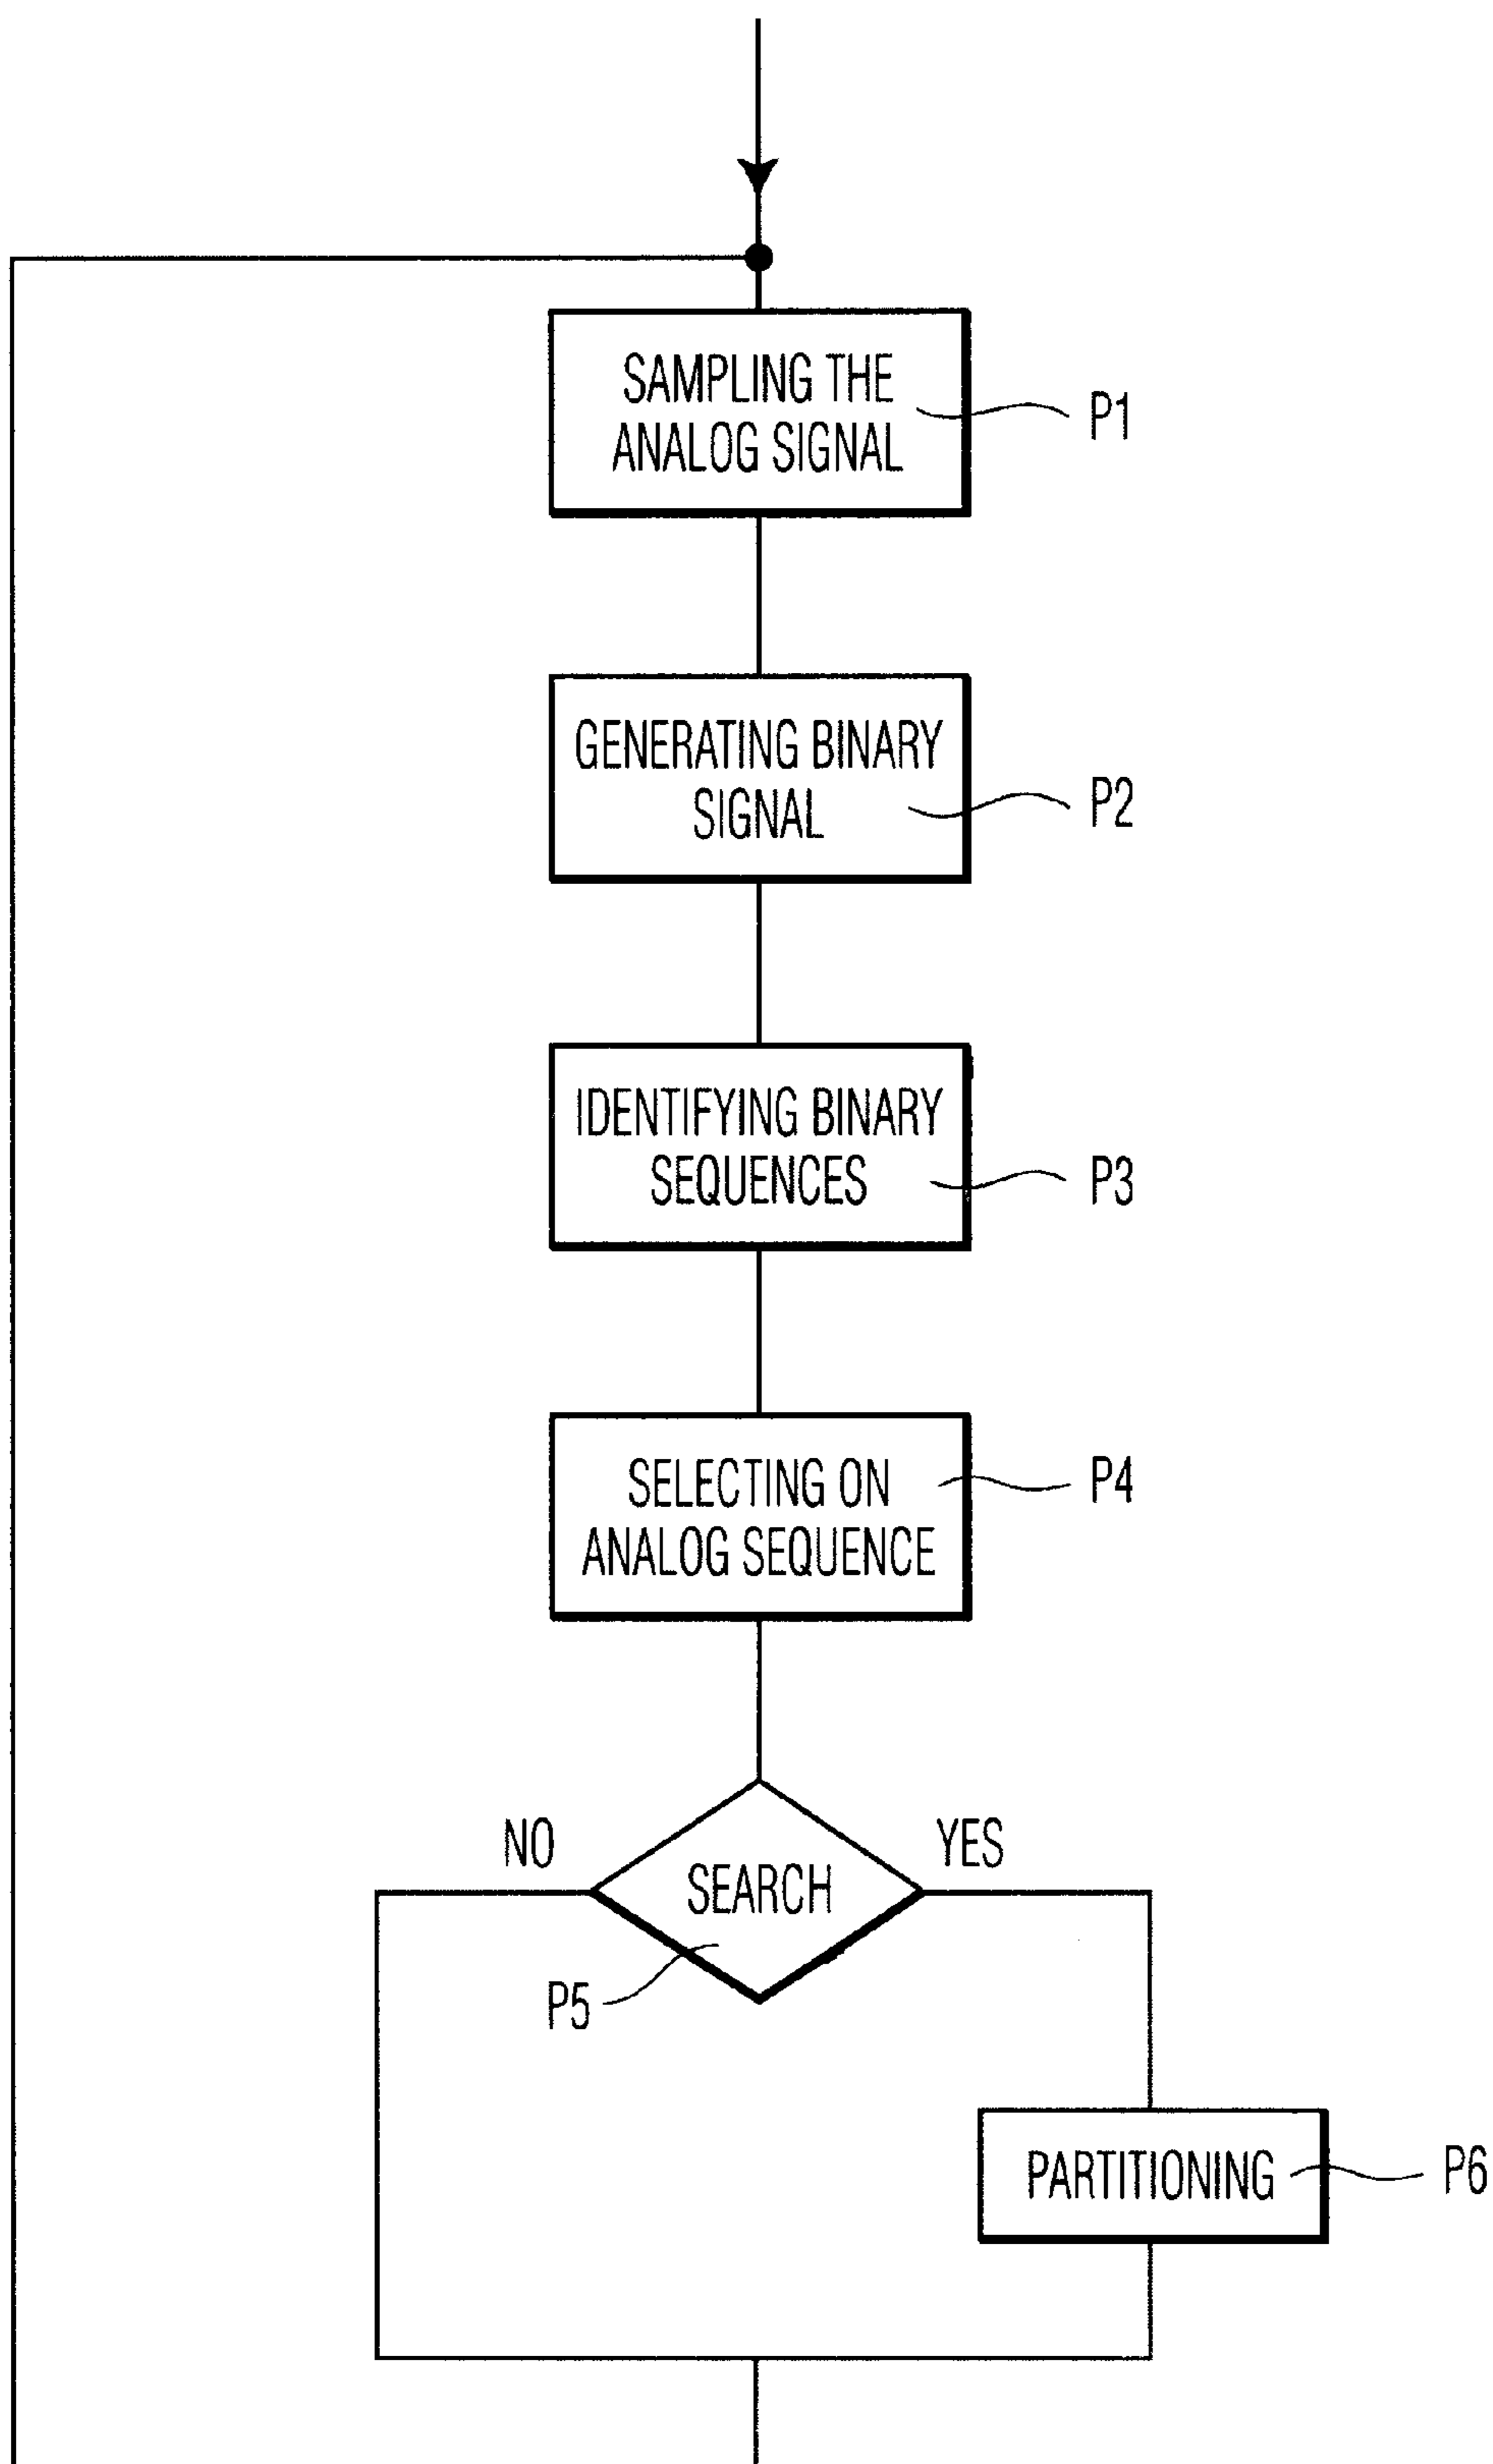 SAMPLING THE
ANALOG SIGNAL
P1
GENERATING BINARY
SIGNAL
P2
IDENTIFYING BINARY
SEQUENCES
P3
SELECTING ON
ANALOG SEQUENCE
P4
NO
YES
SEARCH
P5
PARTITIONING
P6